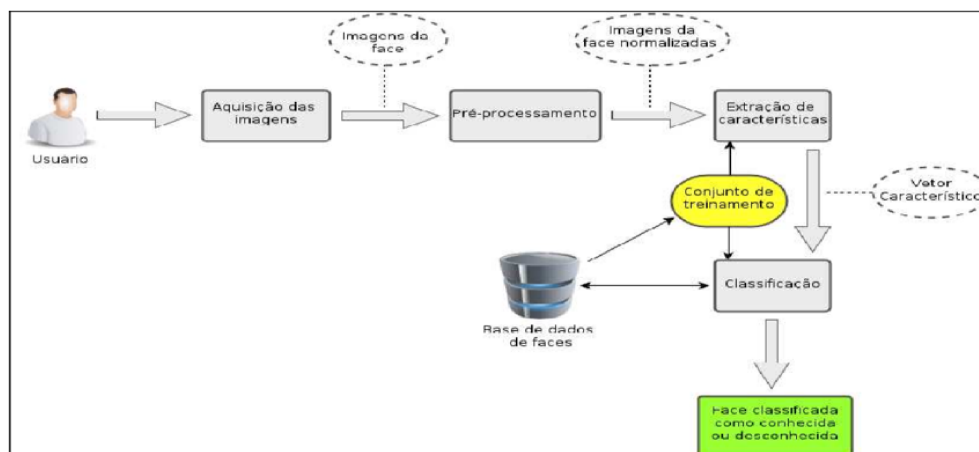 Imagens da
face
Imagens da
face normalizadas
Usuário
Aquisição das
imagens
Pré-processamento
Extração de
características
Conjunto de
treinamento
Vetor
Característico
Classificação
Base de dados
de faces
Face classificada
como conhecida
ou desconhecida